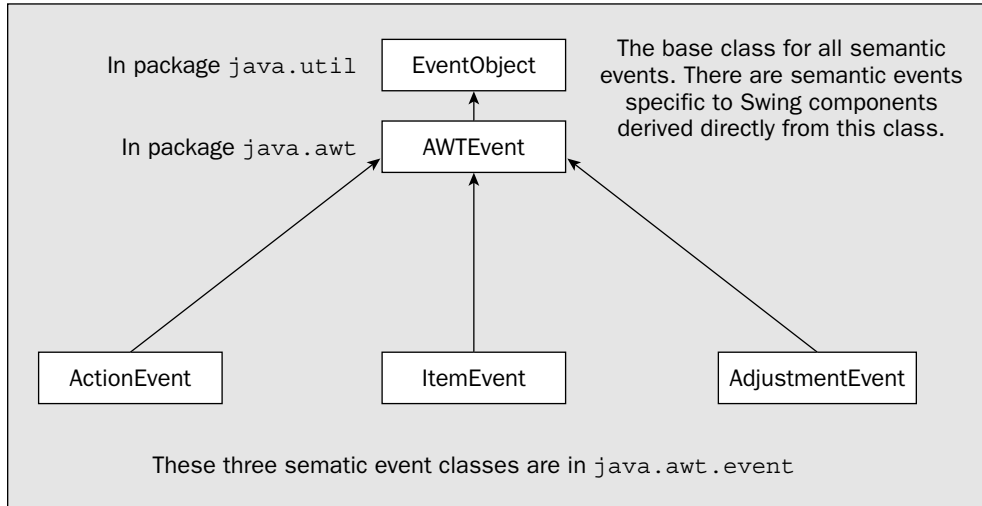 In package java.util
EventObject
The base class for all semantic
events. There are semantic events
specific to Swing components
derived directly from this class.
In package java.awt
AWTEvent
ActionEvent
ItemEvent
AdjustmentEvent
These three sematic event classes are in java.awt.event